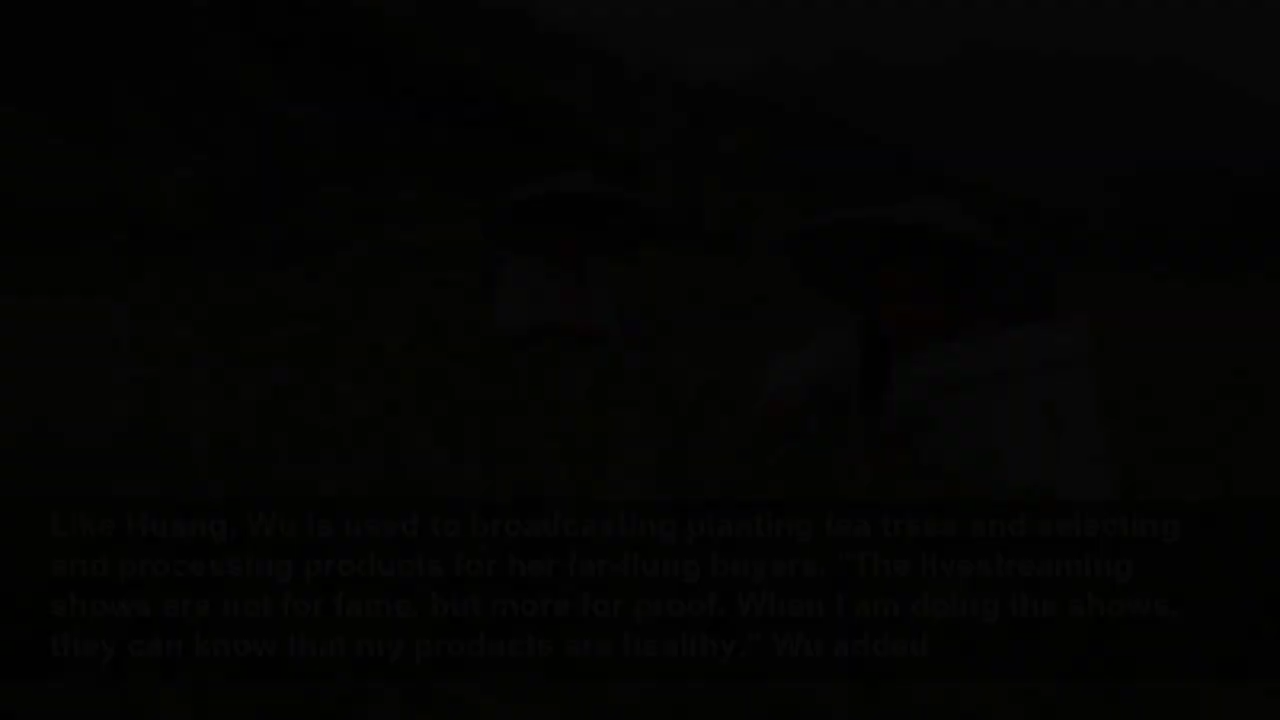 Like Huang, Wu is used to broadcasting planting tea trees and selecting
and processing products for her far-flung buyers. "The livestreaming
shows are not for fame, but more for proof. When I am doing the shows,
they can know that my products are healthy," Wu added.